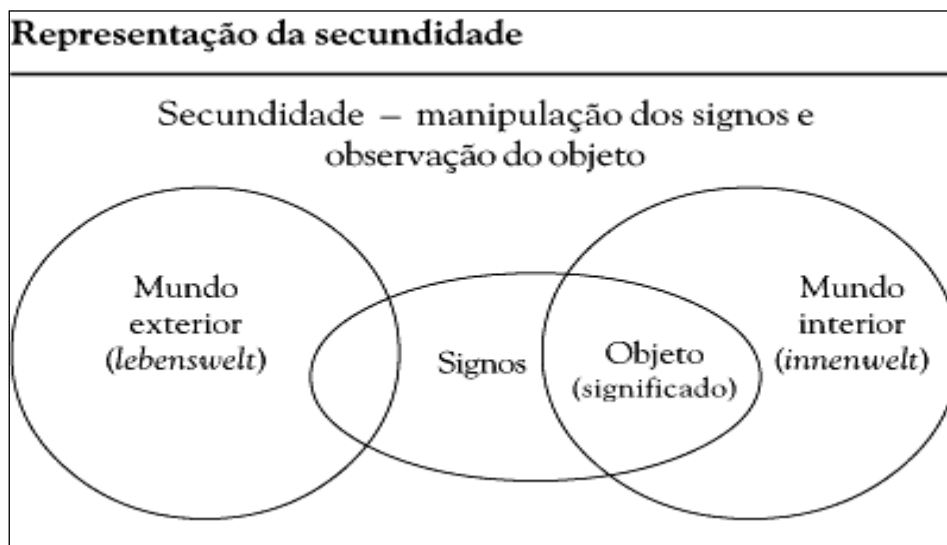 Representação da secundidade
Secundidade – manipulação dos signos e
observação do objeto
Mundo
exterior
(lebenswelt)
Signos
Objeto
(significado)
Mundo
interior
(innenwelt)